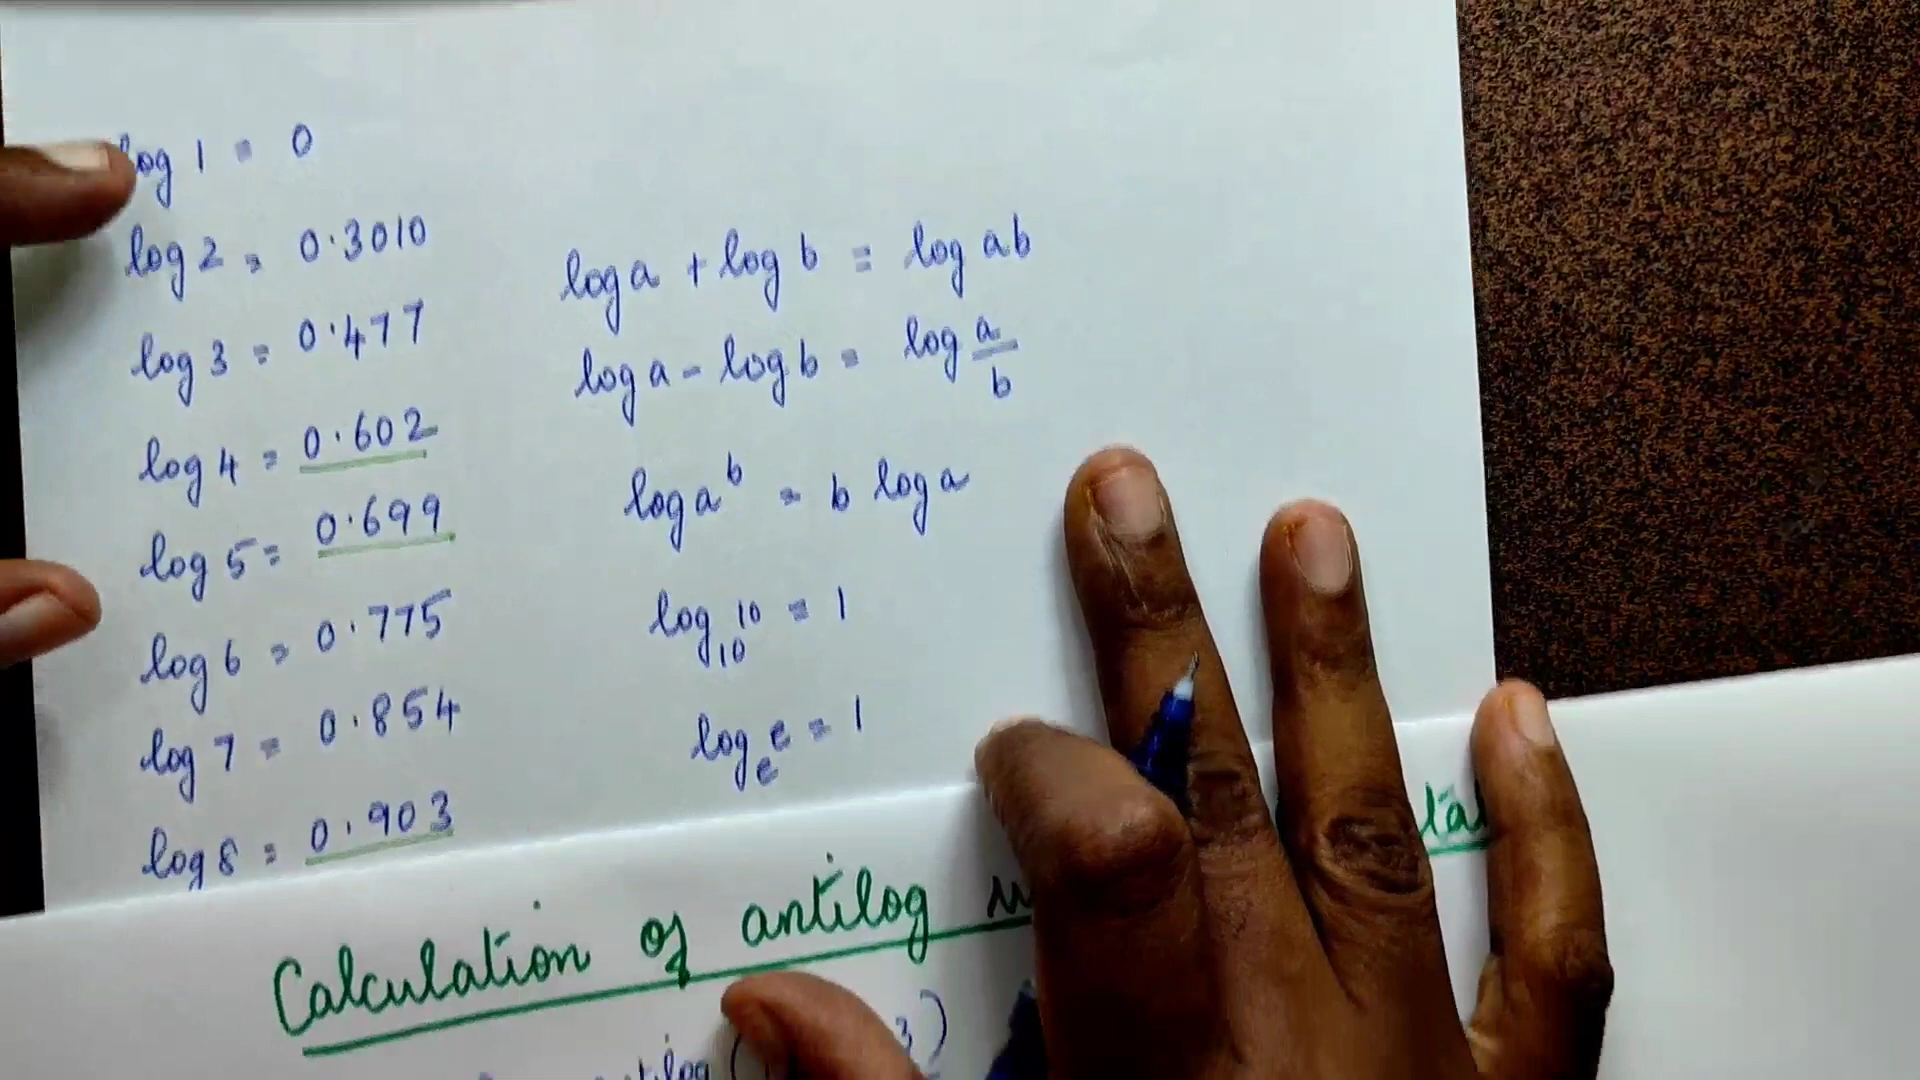 log 1 = 0
log 2 = 0.3010
log 3 = 0.477
log 4 = 0.602
log 5 = 0.699
log 6 = 0.775
log 7 = 0.854
log 8 = 0.903
log a + log b = log ab
log a - log b = log a/b
log a^b = b log a
log₁₀ 10 = 1
logₑ e = 1
Calculation of antilog
3)